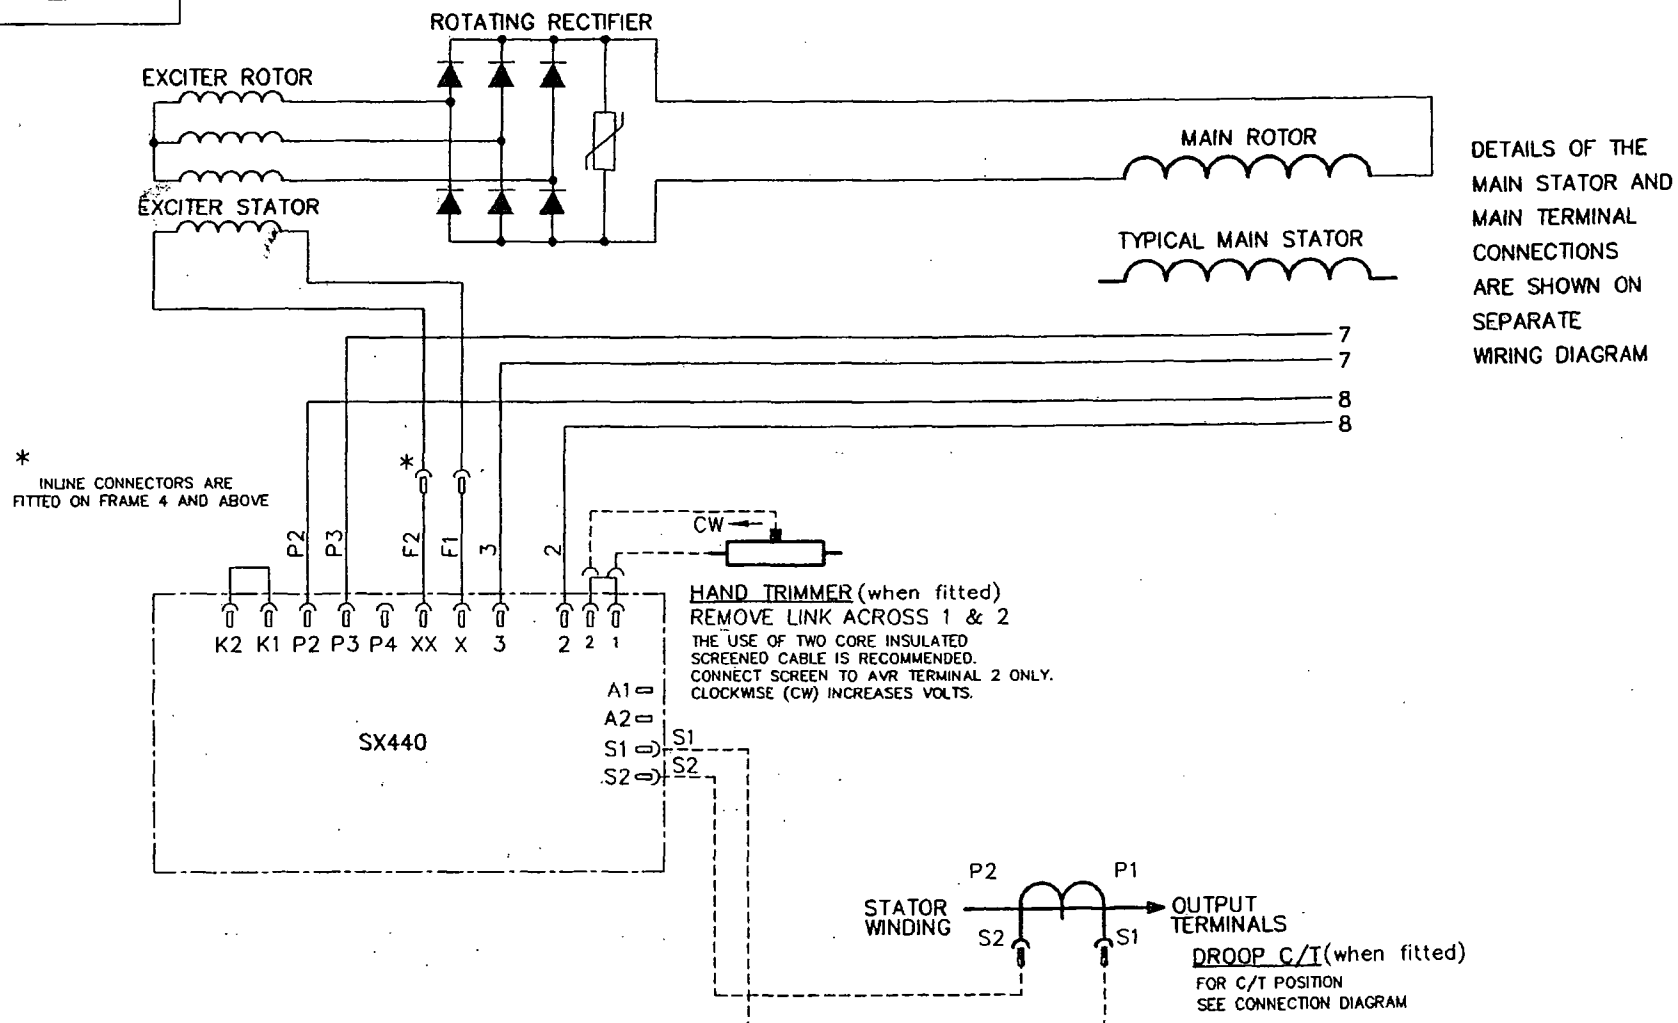 ROTATING RECTIFIER
EXCITER ROTOR
MAIN ROTOR
DETAILS OF THE
MAIN STATOR AND
MAIN TERMINAL
CONNECTIONS
ARE SHOWN ON
SEPARATE
WIRING DIAGRAM
EXCITER STATOR
TYPICAL MAIN STATOR
7
7
8
8
*
INLINE CONNECTORS ARE
FITTED ON FRAME 4 AND ABOVE
*
P2
P3
F2
F1
3
2
CW
HAND TRIMMER (when fitted)
REMOVE LINK ACROSS 1 & 2
THE USE OF TWO CORE INSULATED
SCREENED CABLE IS RECOMMENDED.
CONNECT SCREEN TO AVR TERMINAL 2 ONLY.
CLOCKWISE (CW) INCREASES VOLTS.
K2 K1 P2 P3 P4 XX X 3 2 2 1
A1
A2
S1 S1
S2 S2
SX440
P2 P1
STATOR
WINDING
OUTPUT
TERMINALS
S2 S1
DROOP C/T (when fitted)
FOR C/T POSITION
SEE CONNECTION DIAGRAM